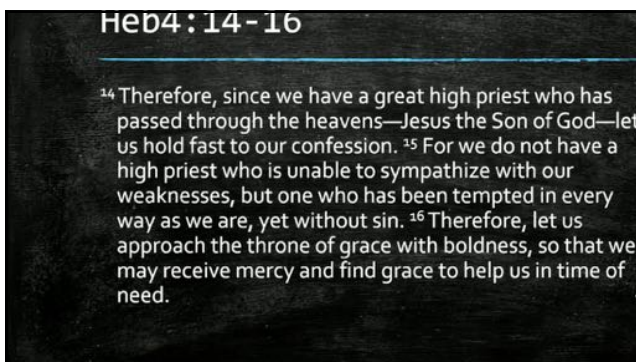 Heb4:14-16
¹⁴ Therefore, since we have a great high priest who has
passed through the heavens—Jesus the Son of God—let
us hold fast to our confession. ¹⁵ For we do not have a
high priest who is unable to sympathize with our
weaknesses, but one who has been tempted in every
way as we are, yet without sin. ¹⁶ Therefore, let us
approach the throne of grace with boldness, so that we
may receive mercy and find grace to help us in time of
need.